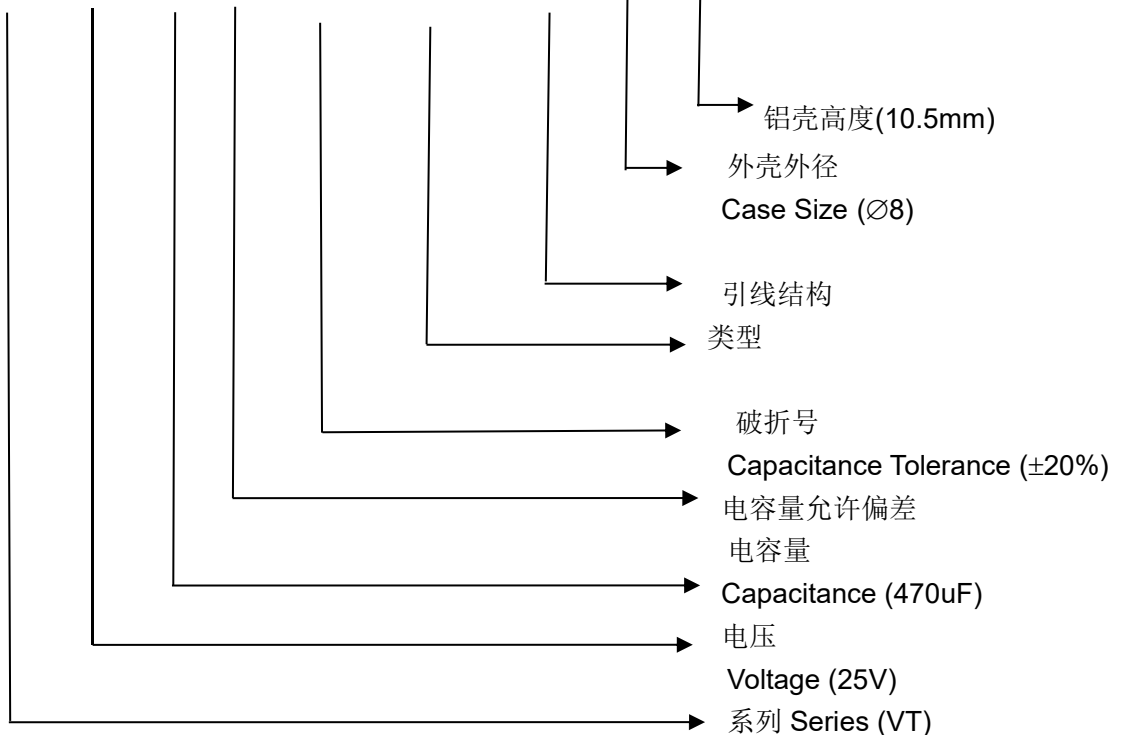 铝壳高度(10.5mm)
外壳外径
Case Size (∅8)
引线结构
类型
破折号
Capacitance Tolerance (±20%)
电容量允许偏差
电容量
Capacitance (470uF)
电压
Voltage (25V)
系列 Series (VT)